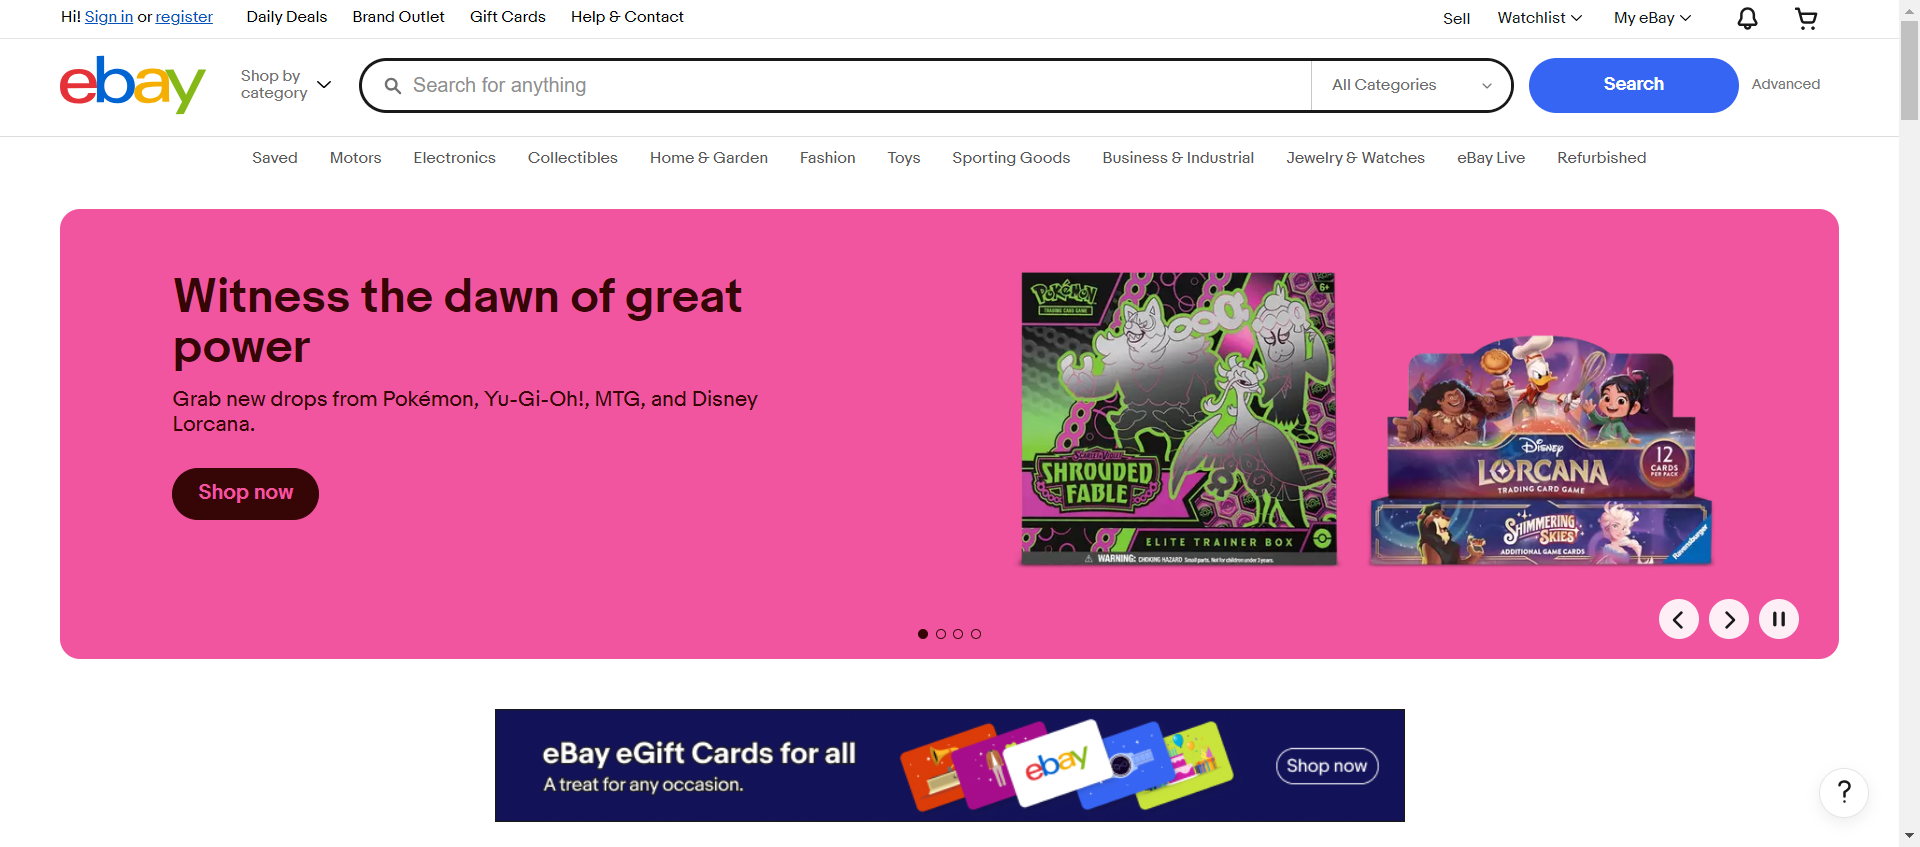 Hi! Sign in or register
Daily Deals
Brand Outlet
Gift Cards
Help & Contact
Sell
Watchlist
My eBay
ebay
Shop by
category
Search for anything
All Categories
Search
Advanced
Saved
Motors
Electronics
Collectibles
Home & Garden
Fashion
Toys
Sporting Goods
Business & Industrial
Jewelry & Watches
eBay Live
Refurbished
Witness the dawn of great
power
Grab new drops from Pokémon, Yu-Gi-Oh!, MTG, and Disney
Lorcana.
Shop now
POKÉMON
TRADING CARD GAME
6+
SHROUDED
FABLE
ELITE TRAINER BOX
WARNING: CHOKING HAZARD Small parts. Not for children under 3 years.
Disney
LORCANA
TRADING CARD GAME
12
CARDS
PER PACK
SHIMMERING
SKIES
ADDITIONAL GAME CARDS
Ravensburger
eBay eGift Cards for all
A treat for any occasion.
ebay
Shop now
?